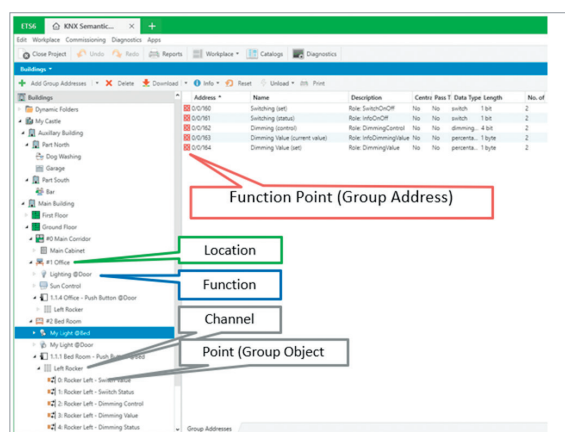 ETS6 KNX Semantic... × +
Edit Workplace Commissioning Diagnostics Apps
Close Project Undo Redo Reports Workplace Catalogs Diagnostics
Buildings
Add Group Addresses Delete Download Info Reset Unload Print
Buildings
Dynamic Folders
My Castle
Auxiliary Building
Part North
Dog Washing
Garage
Part South
Bar
Main Building
First Floor
Ground Floor
#0 Main Corridor
Main Cabinet
#1 Office
Lighting @Door
Sun Control
1.1.4 Office - Push Button @Door
Left Rocker
#2 Bed Room
My Light @Bed
My Light @Door
1.1.1 Bed Room - Push Button @Bed
Left Rocker
0: Rocker Left - Switch Value
1: Rocker Left - Switch Status
2: Rocker Left - Dimming Control
3: Rocker Left - Dimming Value
4: Rocker Left - Dimming Status
Address Name Description Centra Pass T Data Type Length No. of
0/0/160 Switching (set) Role: SwitchOnOff No No switch 1 bit 2
0/0/161 Switching (status) Role: InfoOnOff No No switch 1 bit 2
0/0/162 Dimming (control) Role: DimmingControl No No dimming... 4 bit 2
0/0/163 Dimming Value (current value) Role: InfoDimmingValue No No percenta... 1 byte 2
0/0/164 Dimming Value (set) Role: DimmingValue No No percenta... 1 byte 2
Function Point (Group Address)
Location
Function
Channel
Point (Group Object
Group Addresses